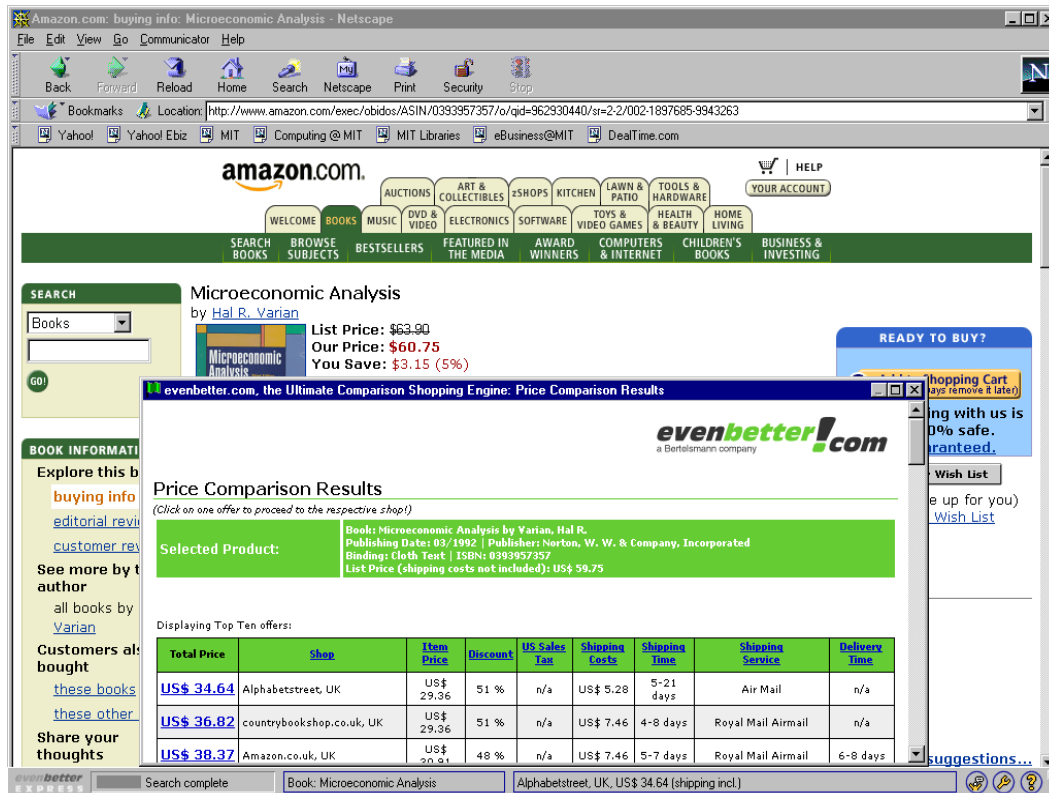 Amazon.com: buying info: Microeconomic Analysis - Netscape
File Edit View Go Communicator Help
Back Forward Reload Home Search Netscape Print Security Stop
My
N
Bookmarks Location: http://www.amazon.com/exec/obidos/ASIN/0393957357/o/qid=962930440/sr=2-2/002-1897685-9943263
Yahoo! Yahoo! Ebiz MIT Computing @ MIT MIT Libraries eBusiness@MIT DealTime.com
amazon.com.
HELP
YOUR ACCOUNT
AUCTIONS ART & COLLECTIBLES zSHOPS KITCHEN LAWN & PATIO TOOLS & HARDWARE
WELCOME BOOKS MUSIC DVD & VIDEO ELECTRONICS SOFTWARE TOYS & VIDEO GAMES HEALTH & BEAUTY HOME LIVING
SEARCH BOOKS BROWSE SUBJECTS BESTSELLERS FEATURED IN THE MEDIA AWARD WINNERS COMPUTERS & INTERNET CHILDREN'S BOOKS BUSINESS & INVESTING
SEARCH
Books
GO!
Microeconomic Analysis
by Hal R. Varian
Microeconomic
Analysis
List Price: $63.90
Our Price: $60.75
You Save: $3.15 (5%)
READY TO BUY?
Shopping Cart
ays remove it later)
ing with us is
0% safe.
ranteed.
Wish List
e up for you)
Wish List
BOOK INFORMATI
Explore this b
buying info
editorial revi
customer rev
See more by t
author
all books by
Varian
Customers als
bought
these books
these other
Share your
thoughts
suggestions...
evenbetter.com, the Ultimate Comparison Shopping Engine: Price Comparison Results
evenbetter!com
a Bertelsmann company
Price Comparison Results
(Click on one offer to proceed to the respective shop!)
Selected Product:
Book: Microeconomic Analysis by Varian, Hal R.
Publishing Date: 03/1992 | Publisher: Norton, W. W. & Company, Incorporated
Binding: Cloth Text | ISBN: 0393957357
List Price (shipping costs not included): US$ 59.75
Displaying Top Ten offers:
Total Price Shop Item Price Discount US Sales Tax Shipping Costs Shipping Time Shipping Service Delivery Time
US$ 34.64 Alphabetstreet, UK US$ 29.36 51 % n/a US$ 5.28 5-21 days Air Mail n/a
US$ 36.82 countrybookshop.co.uk, UK US$ 29.36 51 % n/a US$ 7.46 4-8 days Royal Mail Airmail n/a
US$ 38.37 Amazon.co.uk, UK US$ 30.91 48 % n/a US$ 7.46 5-7 days Royal Mail Airmail 6-8 days
evenbetter
EXPRESS
Search complete
Book: Microeconomic Analysis
Alphabetstreet, UK, US$ 34.64 (shipping incl.)